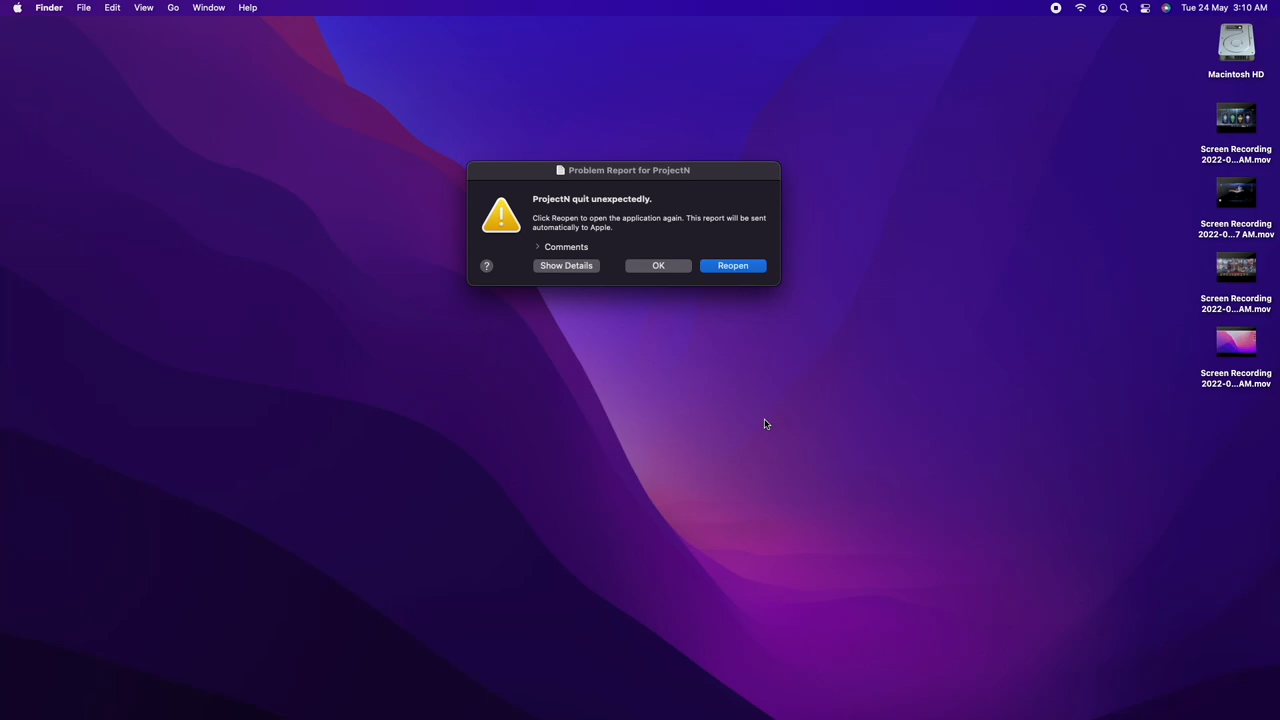 Finder File Edit View Go Window Help Tue 24 May 3:10 AM
Macintosh HD
Screen Recording
2022-0...AM.mov
Problem Report for ProjectN
ProjectN quit unexpectedly.
Click Reopen to open the application again. This report will be sent
automatically to Apple.
Comments
? Show Details OK Reopen
Screen Recording
2022-0...7 AM.mov
Screen Recording
2022-0...AM.mov
Screen Recording
2022-0...AM.mov